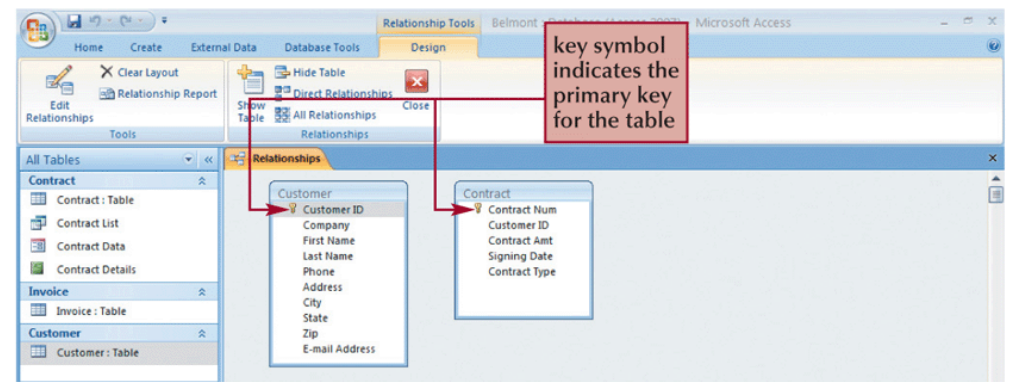 Relationship Tools
Belmont : Database (Access 2007) Microsoft Access
Home Create External Data Database Tools Design
Edit Relationships
Clear Layout
Relationship Report
Tools
Show Table
Hide Table
Direct Relationships
All Relationships
Close
Relationships
key symbol
indicates the
primary key
for the table
All Tables
Contract
Contract : Table
Contract List
Contract Data
Contract Details
Invoice
Invoice : Table
Customer
Customer : Table
Relationships
Customer
Customer ID
Company
First Name
Last Name
Phone
Address
City
State
Zip
E-mail Address
Contract
Contract Num
Customer ID
Contract Amt
Signing Date
Contract Type